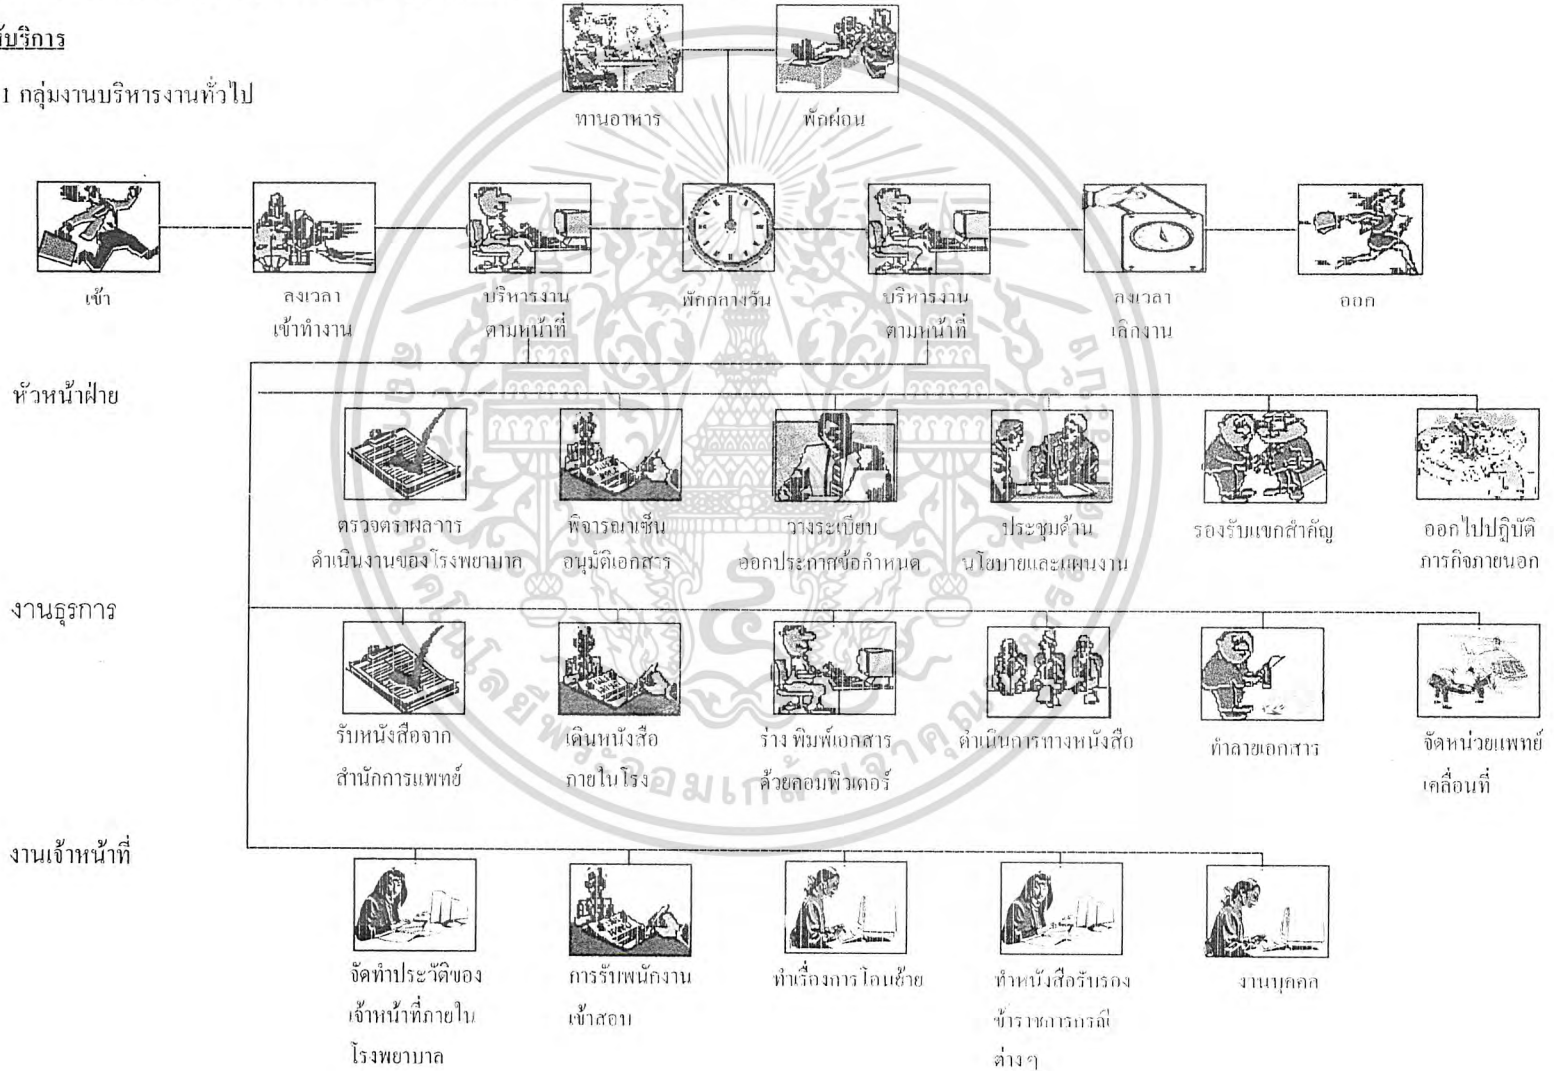 บริการ
1 กลุ่มงานบริหารงานทั่วไป
ทานอาหาร
พักผ่อน
เข้า
ลงเวลา
เข้าทำงาน
บริหารงาน
ตามหน้าที่
พักกลางวัน
บริหารงาน
ตามหน้าที่
ลงเวลา
เลิกงาน
ออก
หัวหน้าฝ่าย
ตรวจตราผลการ
ดำเนินงานของโรงพยาบาล
พิจารณาเซ็น
อนุมัติเอกสาร
วางระเบียบ
ออกประกาศข้อกำหนด
ประชุมด้าน
นโยบายและแผนงาน
รองรับแขกสำคัญ
ออกไปปฏิบัติ
ภารกิจภายนอก
งานธุรการ
รับหนังสือจาก
สำนักการแพทย์
เดินหนังสือ
ภายในโรง
ร่าง พิมพ์เอกสาร
ด้วยคอมพิวเตอร์
ดำเนินการทางหนังสือ
ทำลายเอกสาร
จัดหน่วยแพทย์
เคลื่อนที่
งานเจ้าหน้าที่
จัดทำประวัติของ
เจ้าหน้าที่ภายใน
โรงพยาบาล
การรับพนักงาน
เข้าสอบ
ทำเรื่องการโอนย้าย
ทำหนังสือรับรอง
ข้าราชการกรณี
ต่างๆ
งานบุคคล